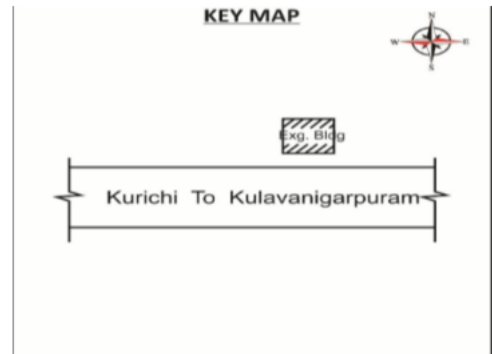 KEY MAP
N
W E
S
Exg. Bldg
Kurichi To Kulavanigarpuram